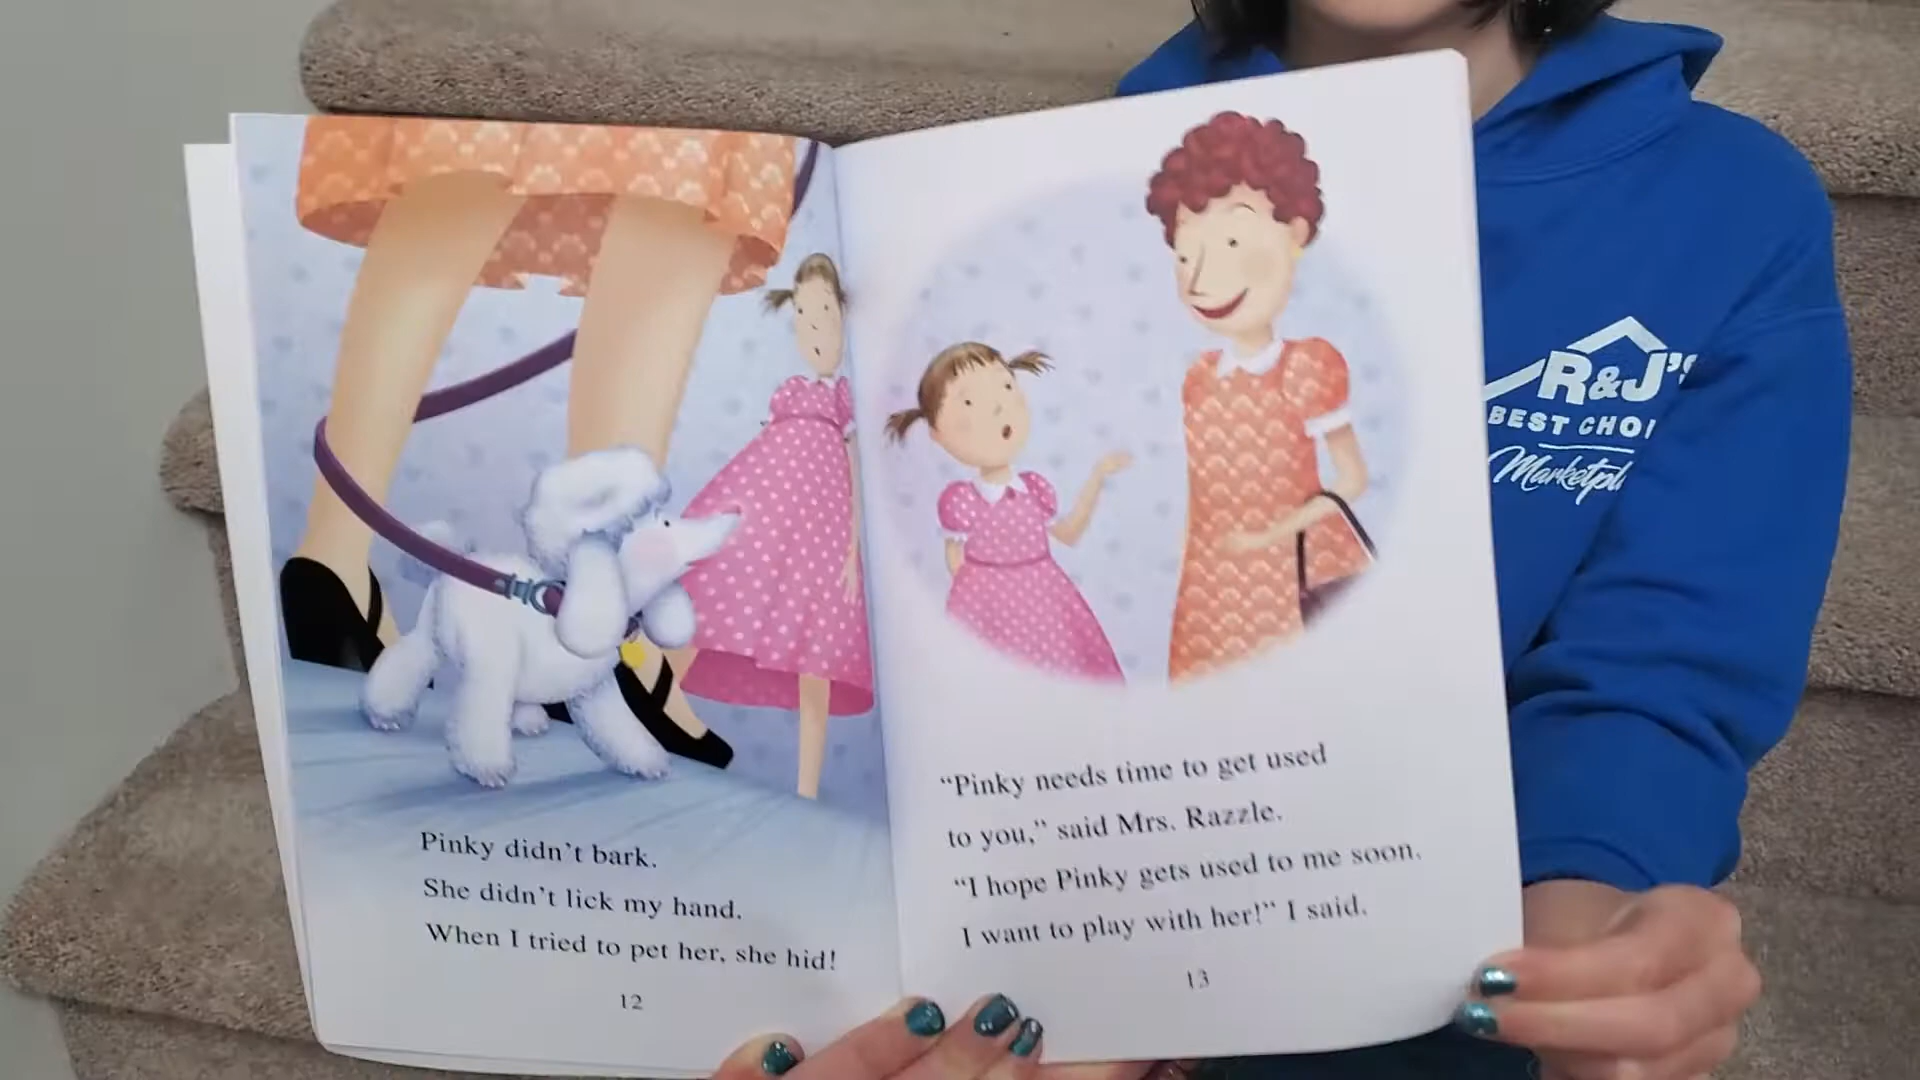 Pinky didn't bark.
She didn't lick my hand.
When I tried to pet her, she hid!
12
"Pinky needs time to get used
to you," said Mrs. Razzle.
"I hope Pinky gets used to me soon.
I want to play with her!" I said.
13
R&J's
BEST CHOI
Marketpl